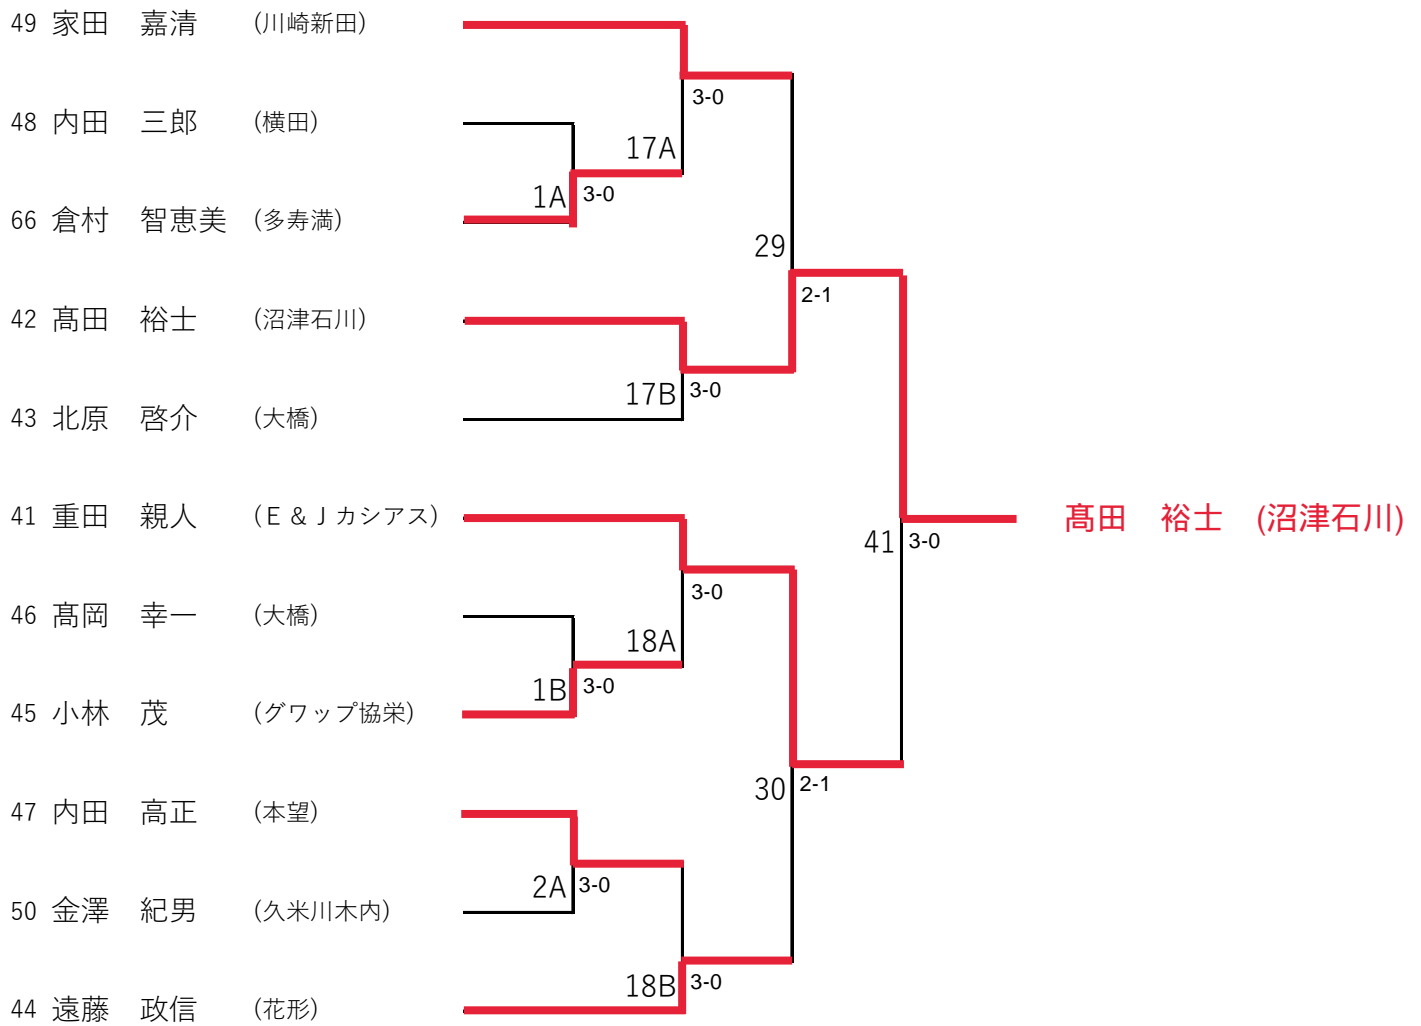 49 家田 嘉清 (川崎新田)
3-0
48 内田 三郎 (横田)
17A
1A 3-0
66 倉村 智恵美 (多寿満)
29
2-1
42 髙田 裕士 (沼津石川)
17B 3-0
43 北原 啓介 (大橋)
41 重田 親人 (Ｅ＆Ｊカシアス)
髙田 裕士 (沼津石川)
41 3-0
3-0
46 髙岡 幸一 (大橋)
18A
1B 3-0
45 小林 茂 (グワップ協栄)
30 2-1
47 内田 高正 (本望)
2A 3-0
50 金澤 紀男 (久米川木内)
18B 3-0
44 遠藤 政信 (花形)